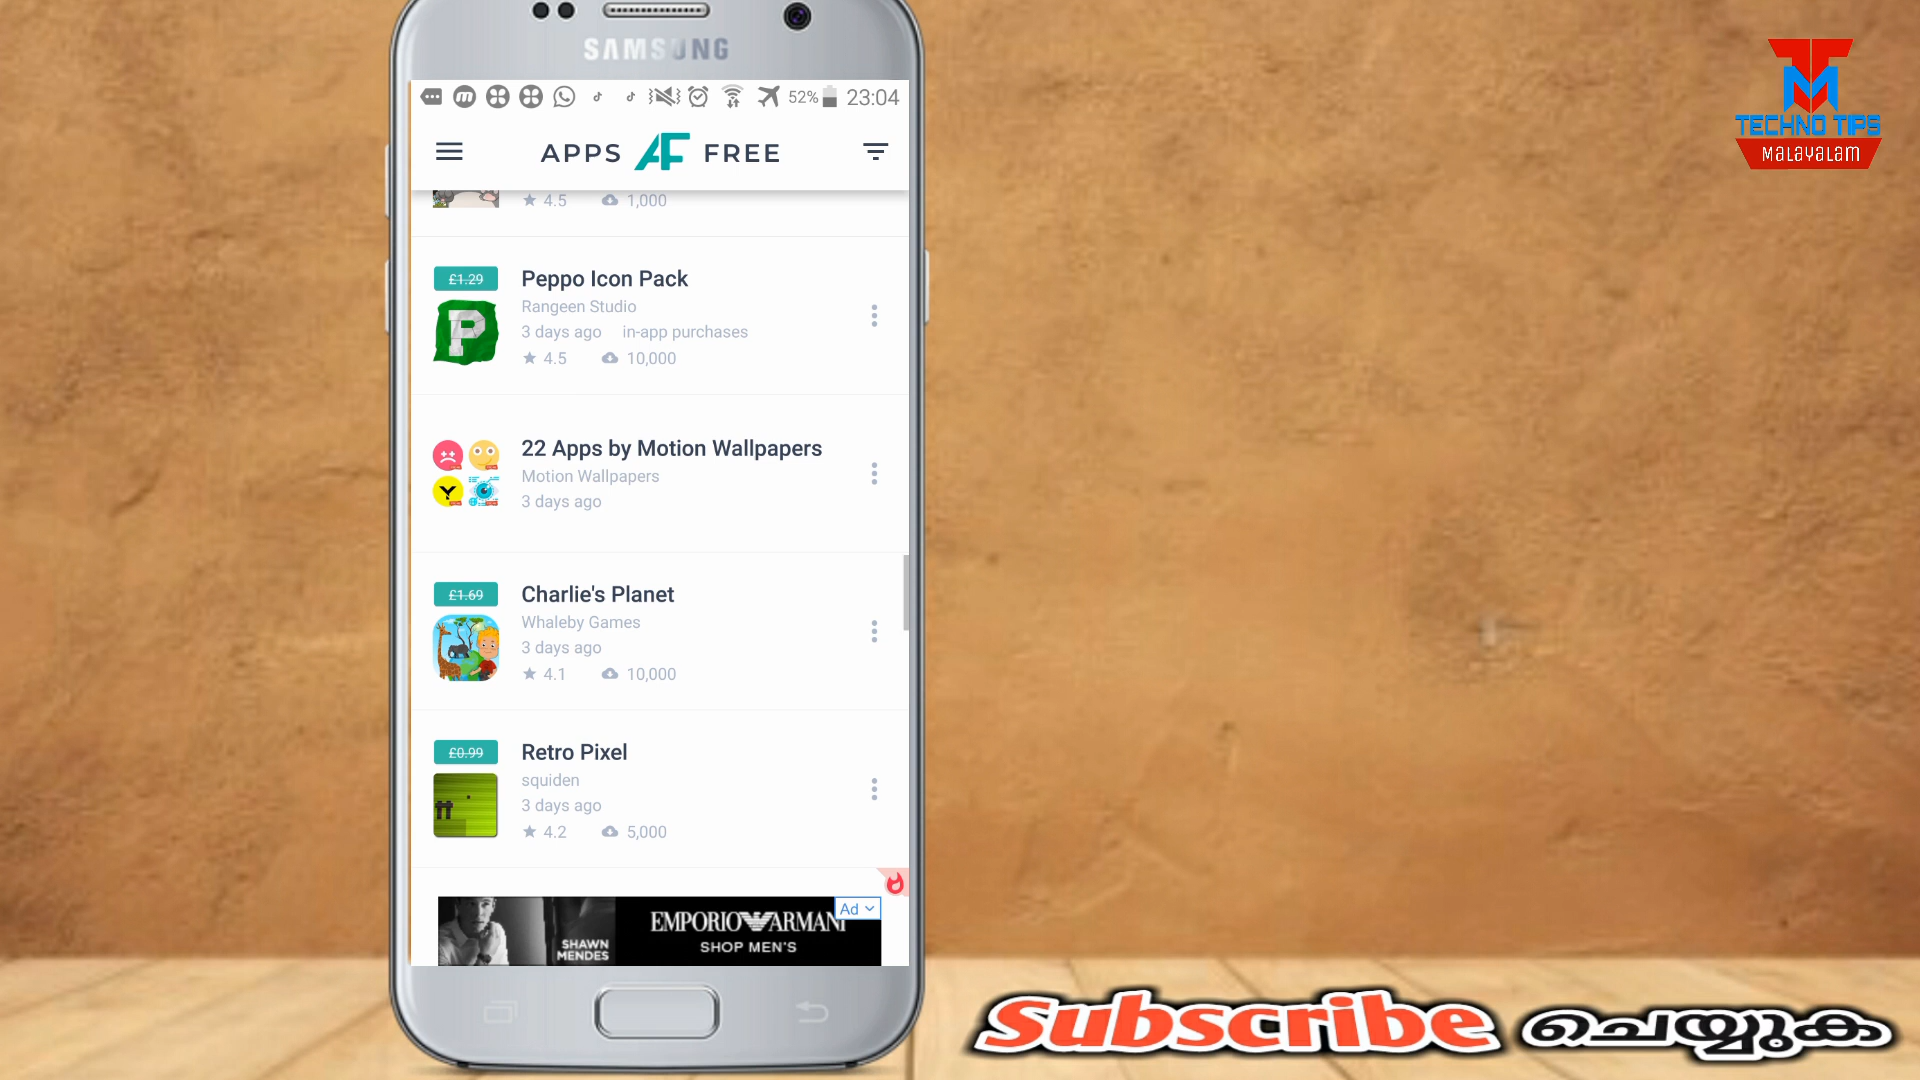 SAMSUNG
52% 23:04
APPS AF FREE
4.5 1,000
£1.29
Peppo Icon Pack
Rangeen Studio
3 days ago in-app purchases
4.5 10,000
22 Apps by Motion Wallpapers
Motion Wallpapers
3 days ago
£1.69
Charlie's Planet
Whaleby Games
3 days ago
4.1 10,000
£0.99
Retro Pixel
squiden
3 days ago
4.2 5,000
SHAWN
MENDES
EMPORIO ARMANI
SHOP MEN'S
Ad
TM
TECHNO TIPS
MALAYALAM
Subscribe ചെയ്യുക